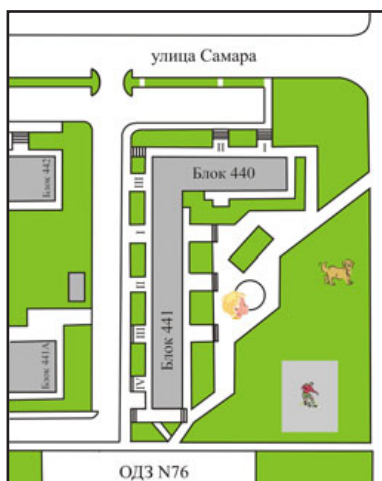 улица Самара
II
I
Блок 442
Блок 440
III
I
II
III
IV
Блок 441
Блок 441А
ОДЗ N76